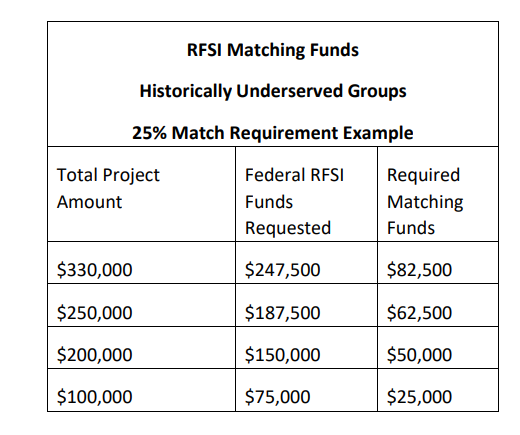 RFSI Matching Funds
Historically Underserved Groups
25% Match Requirement Example
Total Project
Amount
Federal RFSI
Funds
Requested
Required
Matching
Funds
$330,000 $247,500 $82,500
$250,000 $187,500 $62,500
$200,000 $150,000 $50,000
$100,000 $75,000 $25,000